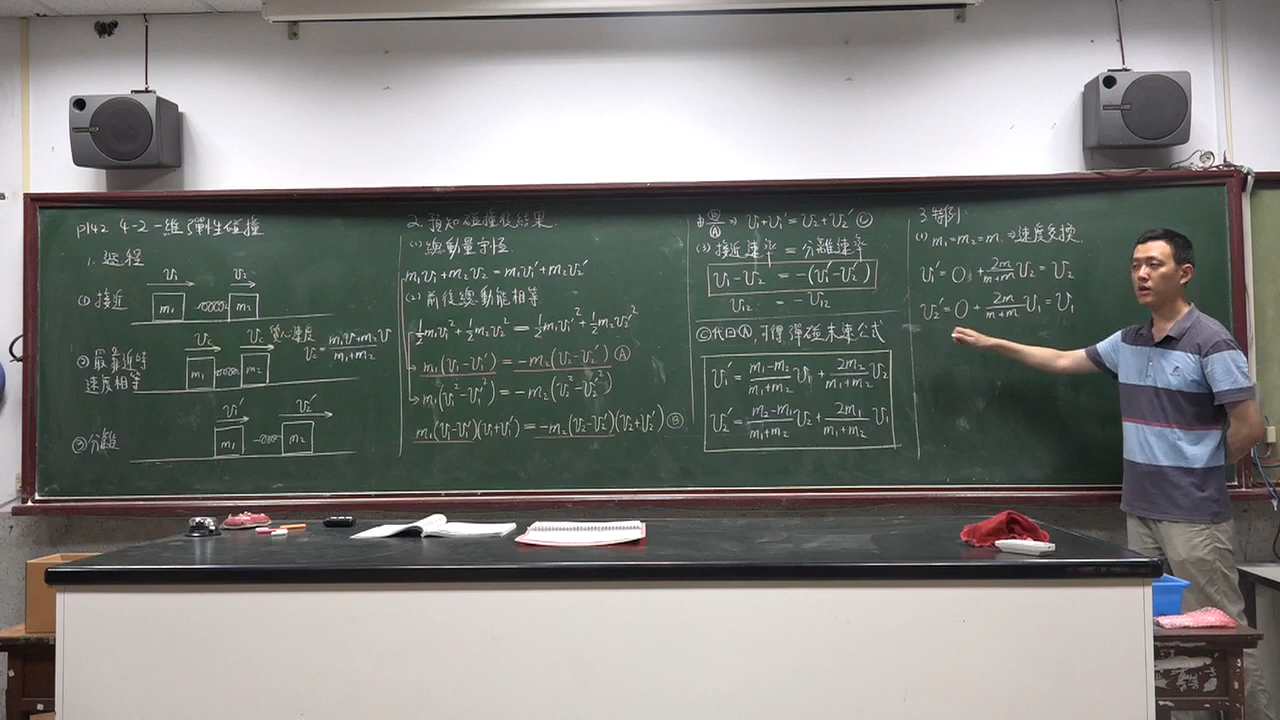 p142 4-2 一維彈性碰撞
1. 過程
v₁ v₂
① 接近 m₁ m₂
vc vc 質心速度
② 最靠近時 速度相等 m₁ m₂ vc = (m₁v₁+m₂v₂)/(m₁+m₂)
v₁′ v₂′
③ 分離 m₁ m₂
2. 預知碰撞後結果
(1) 總動量守恆
m₁v₁+m₂v₂ = m₁v₁′+m₂v₂′
(2) 前後總動能相等
½m₁v₁²+½m₂v₂² = ½m₁v₁′²+½m₂v₂′²
m₁(v₁-v₁′) = -m₂(v₂-v₂′) Ⓐ
m₁(v₁²-v₁′²) = -m₂(v₂²-v₂′²)
m₁(v₁-v₁′)(v₁+v₁′) = -m₂(v₂-v₂′)(v₂+v₂′) Ⓑ
由 Ⓑ/Ⓐ ⇒ v₁+v₁′ = v₂+v₂′ Ⓒ
(3) 接近速率 = 分離速率
v₁-v₂ = -(v₁′-v₂′)
v₁₂ = -v₁₂′
Ⓒ代回Ⓐ, 可得彈碰末速公式
v₁′ = (m₁-m₂)/(m₁+m₂) v₁ + 2m₂/(m₁+m₂) v₂
v₂′ = (m₂-m₁)/(m₁+m₂) v₂ + 2m₁/(m₁+m₂) v₁
3. 特例:
(1) m₁=m₂=m ⇒ 速度交換
v₁′ = 0 + 2m/(m+m) v₂ = v₂
v₂′ = 0 + 2m/(m+m) v₁ = v₁